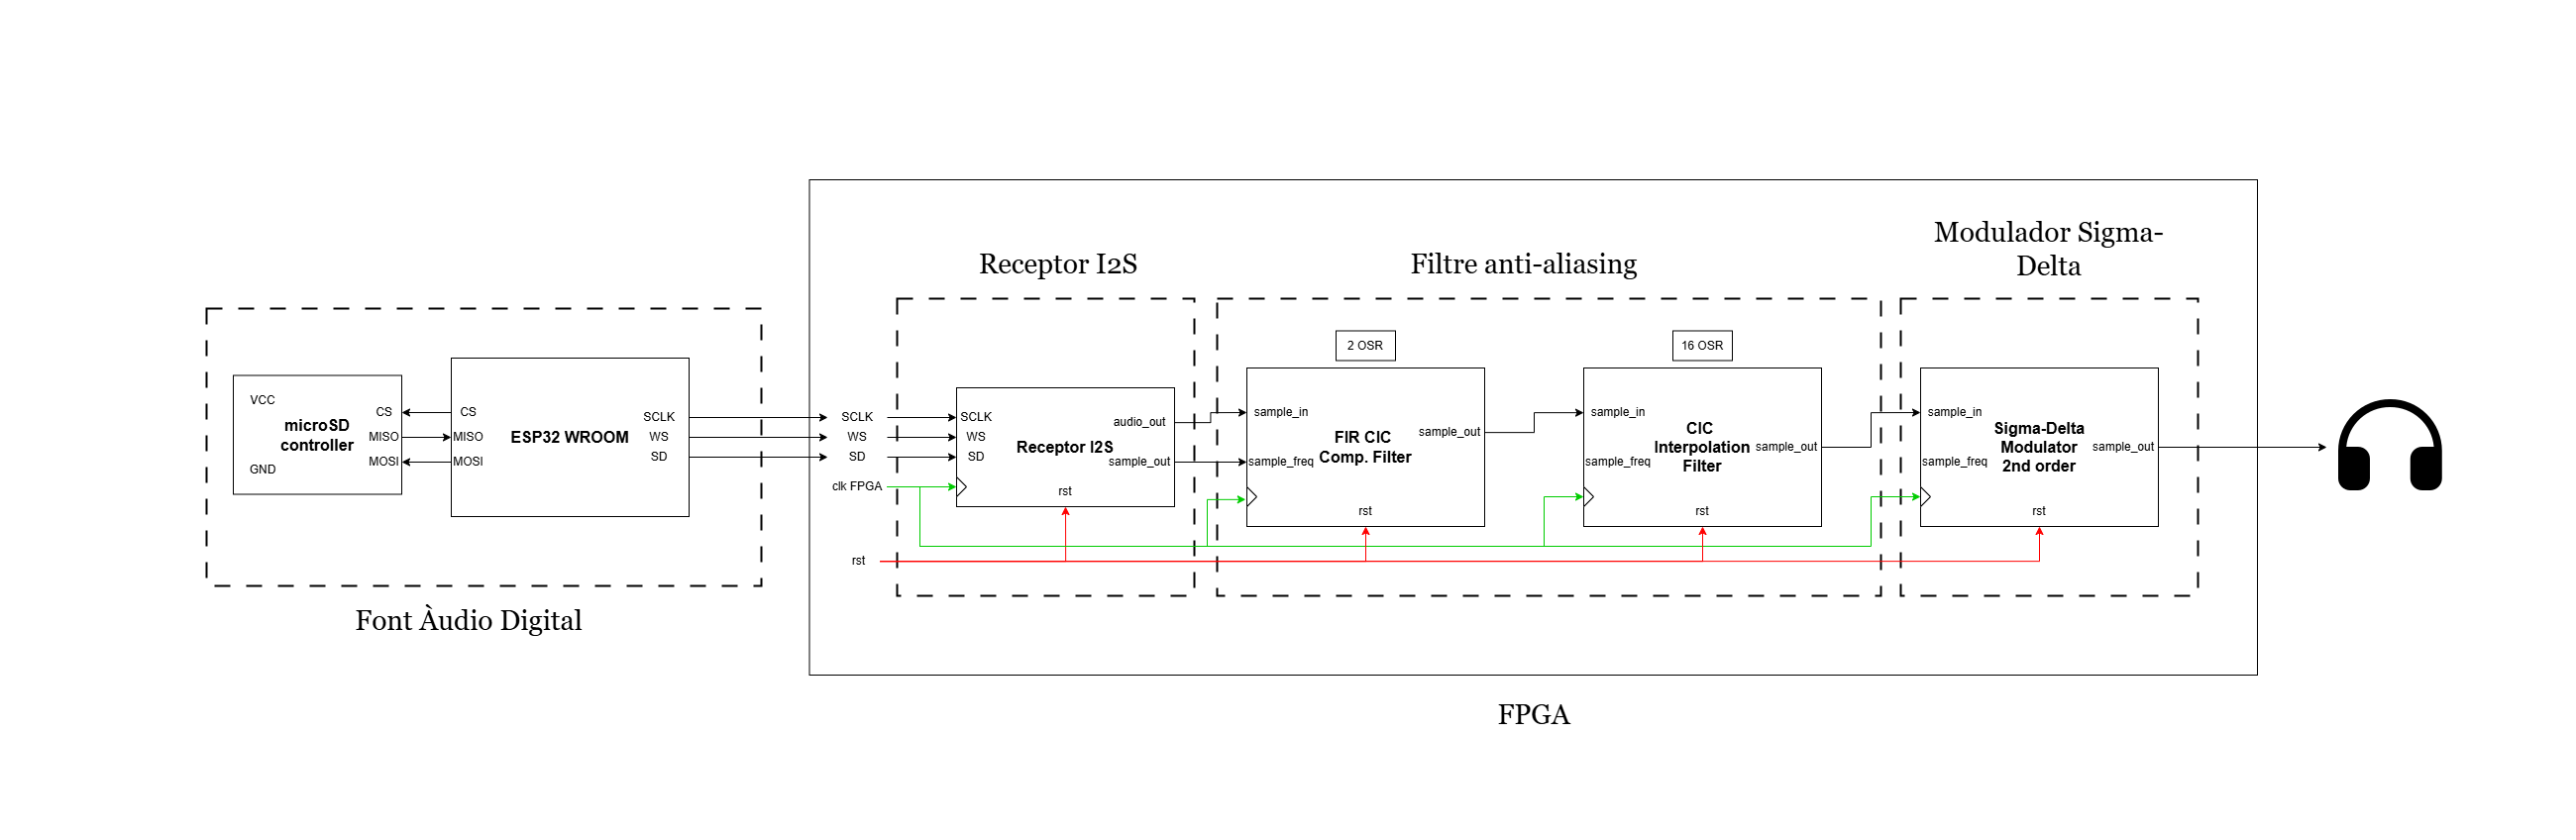 Modulador Sigma-
Delta
Receptor I2S
Filtre anti-aliasing
2 OSR
16 OSR
VCC
microSD
controller
GND
CS
MISO
MOSI
CS
MISO
MOSI
ESP32 WROOM
SCLK
WS
SD
SCLK
WS
SD
clk FPGA
rst
SCLK
WS
SD
Receptor I2S
audio_out
sample_out
rst
sample_in
sample_freq
FIR CIC
Comp. Filter
sample_out
rst
sample_in
sample_freq
CIC
Interpolation
Filter
sample_out
rst
sample_in
sample_freq
Sigma-Delta
Modulator
2nd order
sample_out
rst
Font Àudio Digital
FPGA